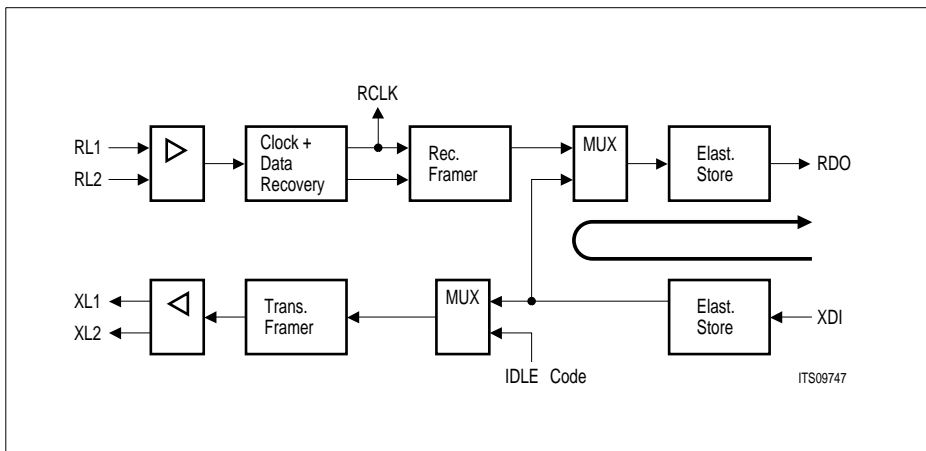 RCLK
RL1
RL2
Clock +
Data
Recovery
Rec.
Framer
MUX
Elast.
Store
RDO
XL1
XL2
Trans.
Framer
MUX
Elast.
Store
XDI
IDLE Code
ITS09747